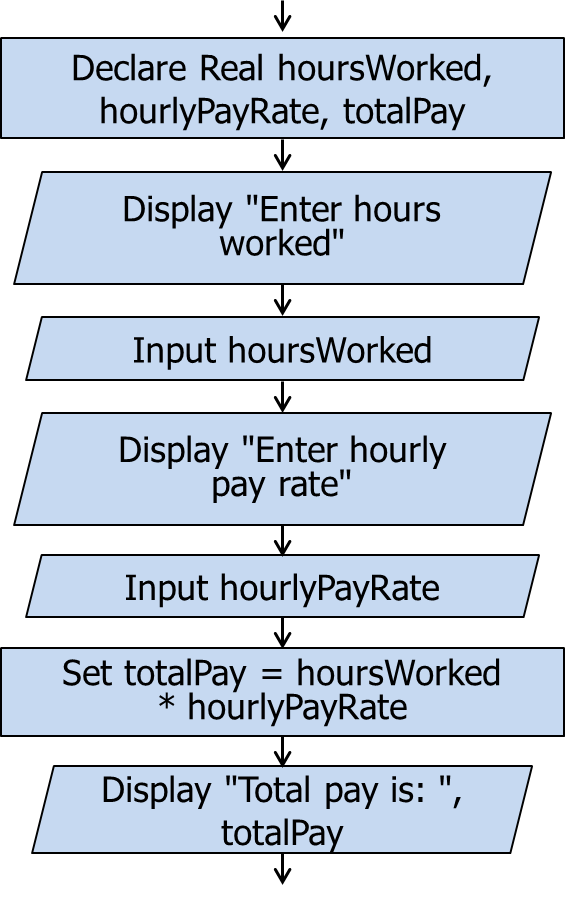 Declare Real hoursWorked,
hourlyPayRate, totalPay
Display "Enter hours
worked"
Input hoursWorked
Display "Enter hourly
pay rate"
Input hourlyPayRate
Set totalPay = hoursWorked
* hourlyPayRate
Display "Total pay is: ",
totalPay